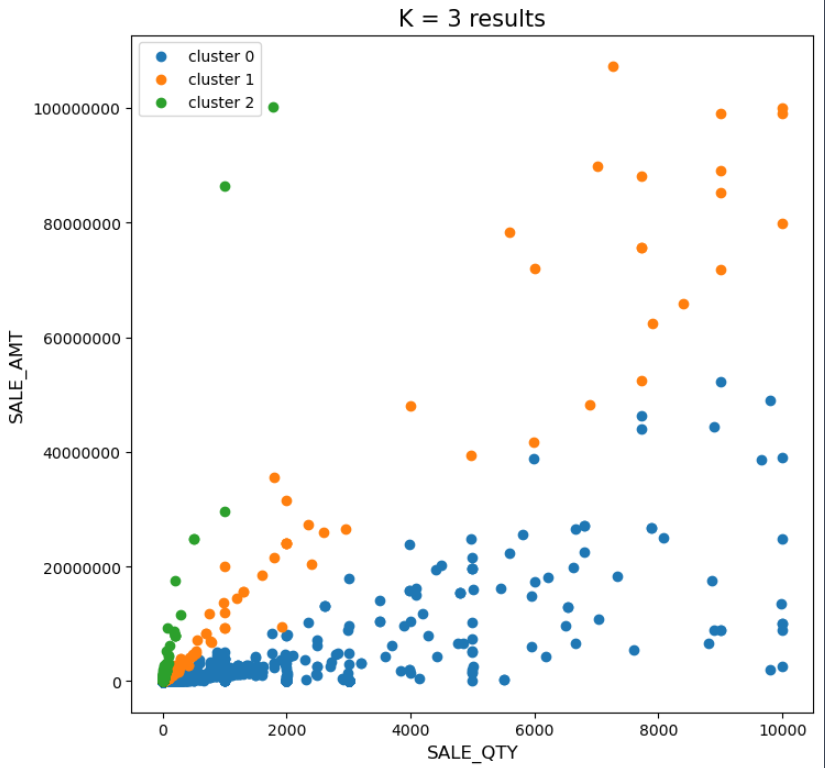 K = 3 results
cluster 0
cluster 1
cluster 2
SALE_AMT
100000000
80000000
60000000
40000000
20000000
0
0 2000 4000 6000 8000 10000
SALE_QTY